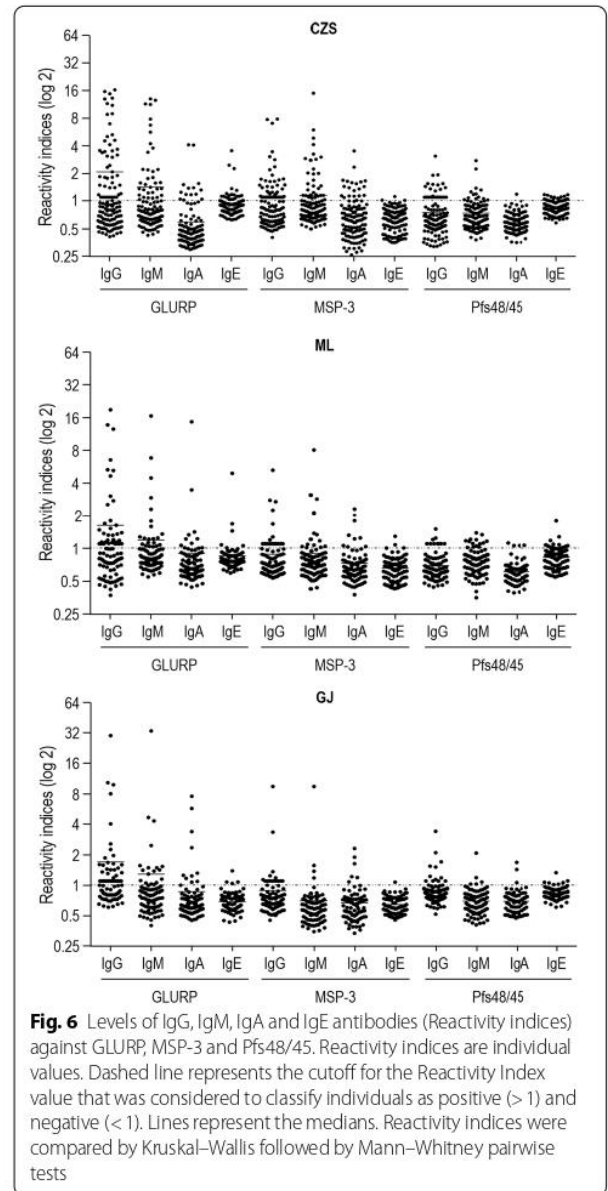 CZS
Reactivity indices (log 2)
64
32
16
8
4
2
1
0.5
0.25
IgG IgM IgA IgE IgG IgM IgA IgE IgG IgM IgA IgE
GLURP MSP-3 Pfs48/45
ML
Reactivity indices (log 2)
64
32
16
8
4
2
1
0.5
0.25
IgG IgM IgA IgE IgG IgM IgA IgE IgG IgM IgA IgE
GLURP MSP-3 Pfs48/45
GJ
Reactivity indices (log 2)
64
32
16
8
4
2
1
0.5
0.25
IgG IgM IgA IgE IgG IgM IgA IgE IgG IgM IgA IgE
GLURP MSP-3 Pfs48/45
Fig. 6 Levels of IgG, IgM, IgA and IgE antibodies (Reactivity indices)
against GLURP, MSP-3 and Pfs48/45. Reactivity indices are individual
values. Dashed line represents the cutoff for the Reactivity Index
value that was considered to classify individuals as positive (> 1) and
negative (< 1). Lines represent the medians. Reactivity indices were
compared by Kruskal–Wallis followed by Mann–Whitney pairwise
tests